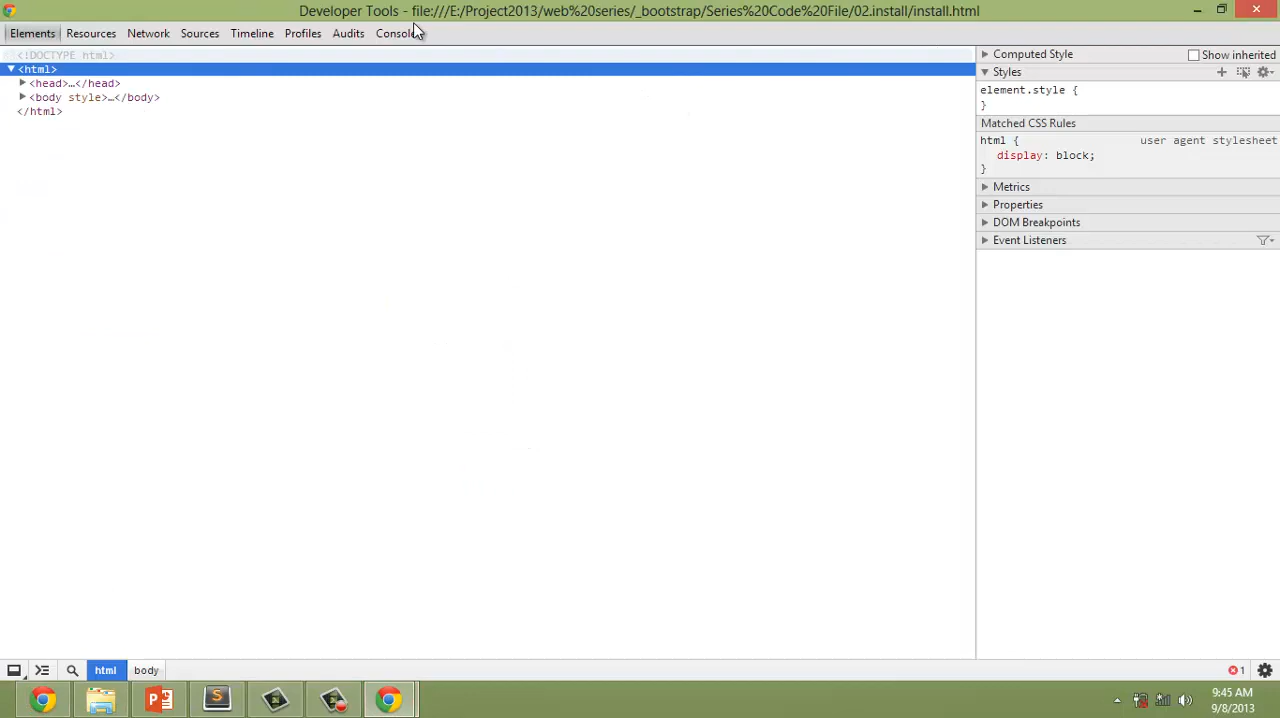 Developer Tools - file:///E:/Project2013/web%20series/_bootstrap/Series%20Code%20File/02.install/install.html
Elements Resources Network Sources Timeline Profiles Audits Console
<!DOCTYPE html>
<html>
<head>…</head>
<body style>…</body>
</html>
Computed Style Show inherited
Styles
element.style {
}
Matched CSS Rules
html { user agent stylesheet
display: block;
}
Metrics
Properties
DOM Breakpoints
Event Listeners
html body 1
9:45 AM
9/8/2013